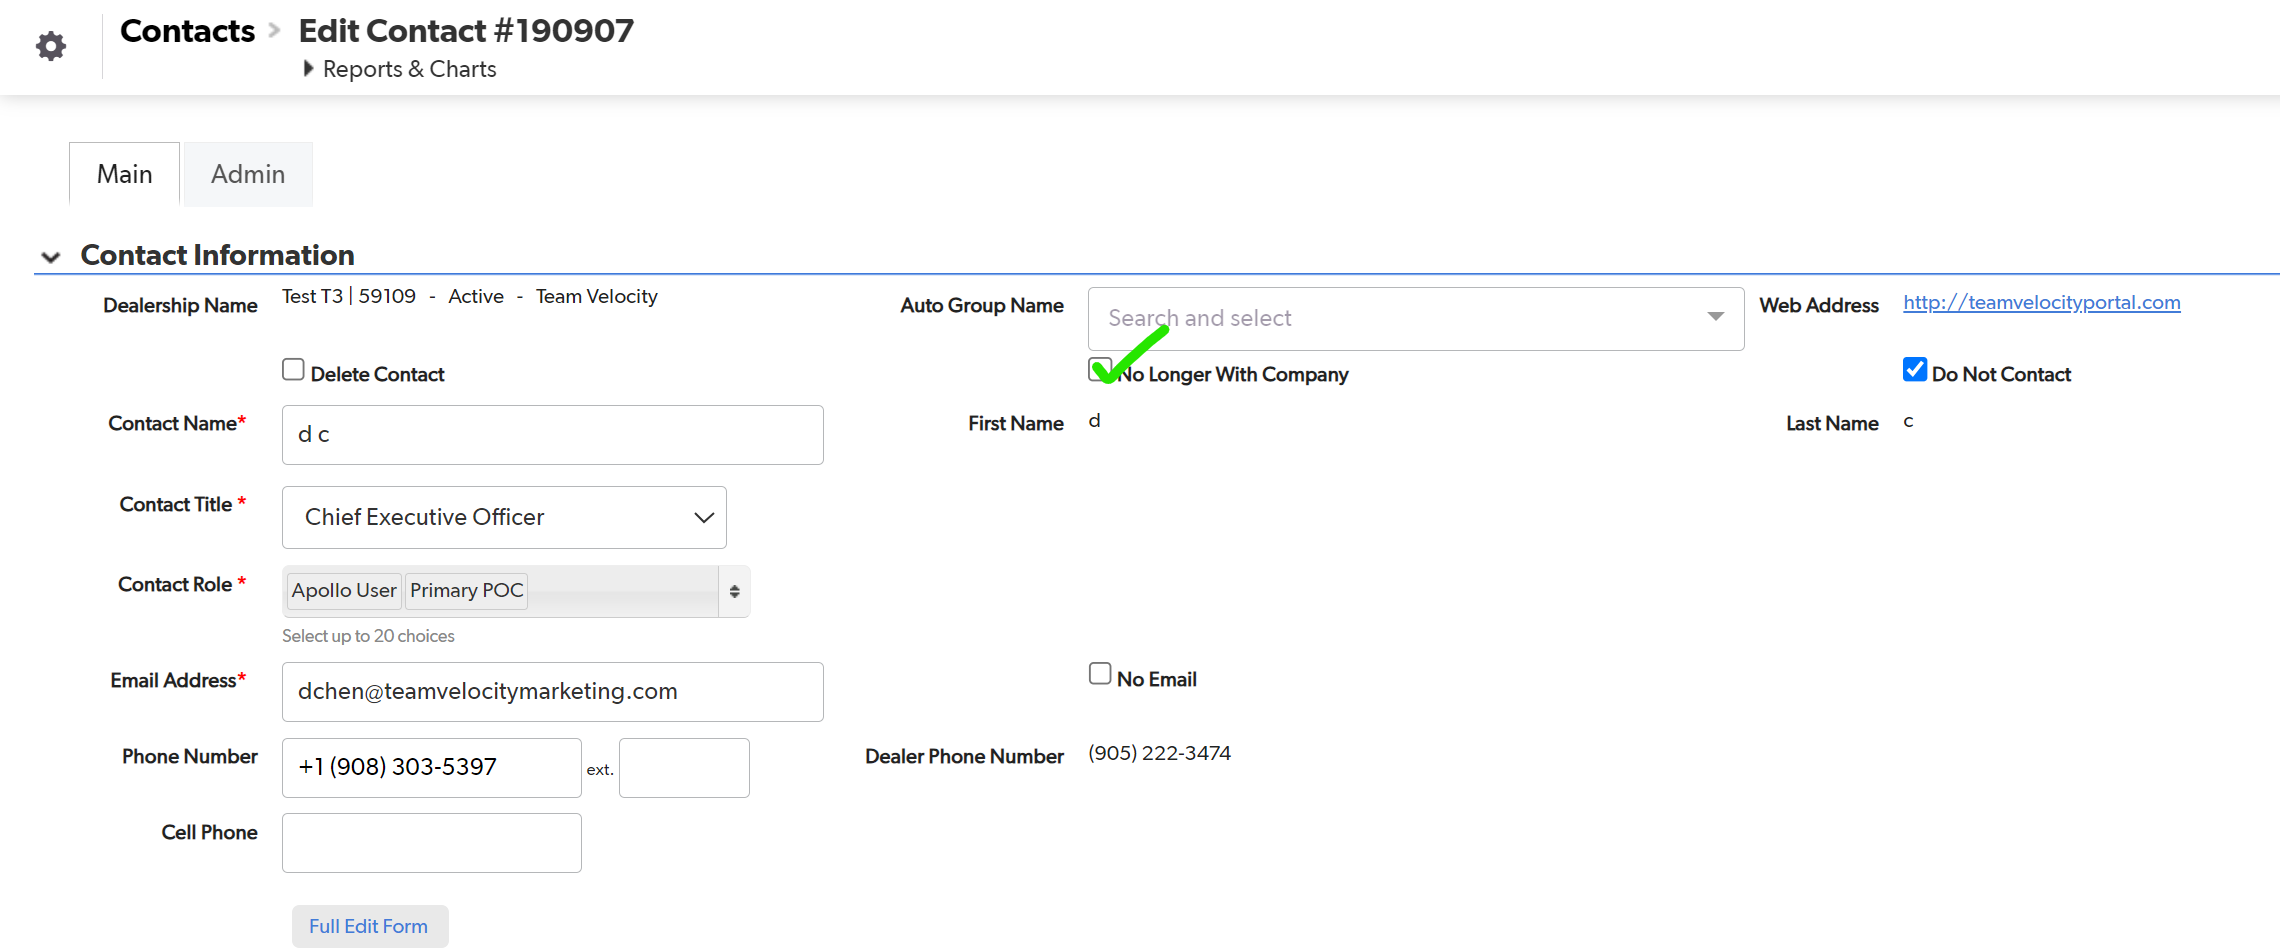 Contacts > Edit Contact #190907
Reports & Charts
Main Admin
Contact Information
Dealership Name Test T3 | 59109 - Active - Team Velocity Auto Group Name Search and select Web Address http://teamvelocityportal.com
Delete Contact No Longer With Company Do Not Contact
Contact Name* d c First Name d Last Name c
Contact Title * Chief Executive Officer
Contact Role * Apollo User Primary POC
Select up to 20 choices
Email Address* dchen@teamvelocitymarketing.com No Email
Phone Number +1 (908) 303-5397 ext. Dealer Phone Number (905) 222-3474
Cell Phone
Full Edit Form